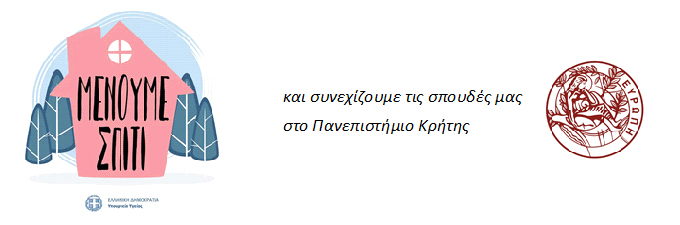 ΜΕΝΟΥΜΕ
ΣΠΙΤΙ
ΕΛΛΗΝΙΚΗ ΔΗΜΟΚΡΑΤΙΑ
Υπουργείο Υγείας
και συνεχίζουμε τις σπουδές μας
στο Πανεπιστήμιο Κρήτης
ΕΥΡΩΠΗ